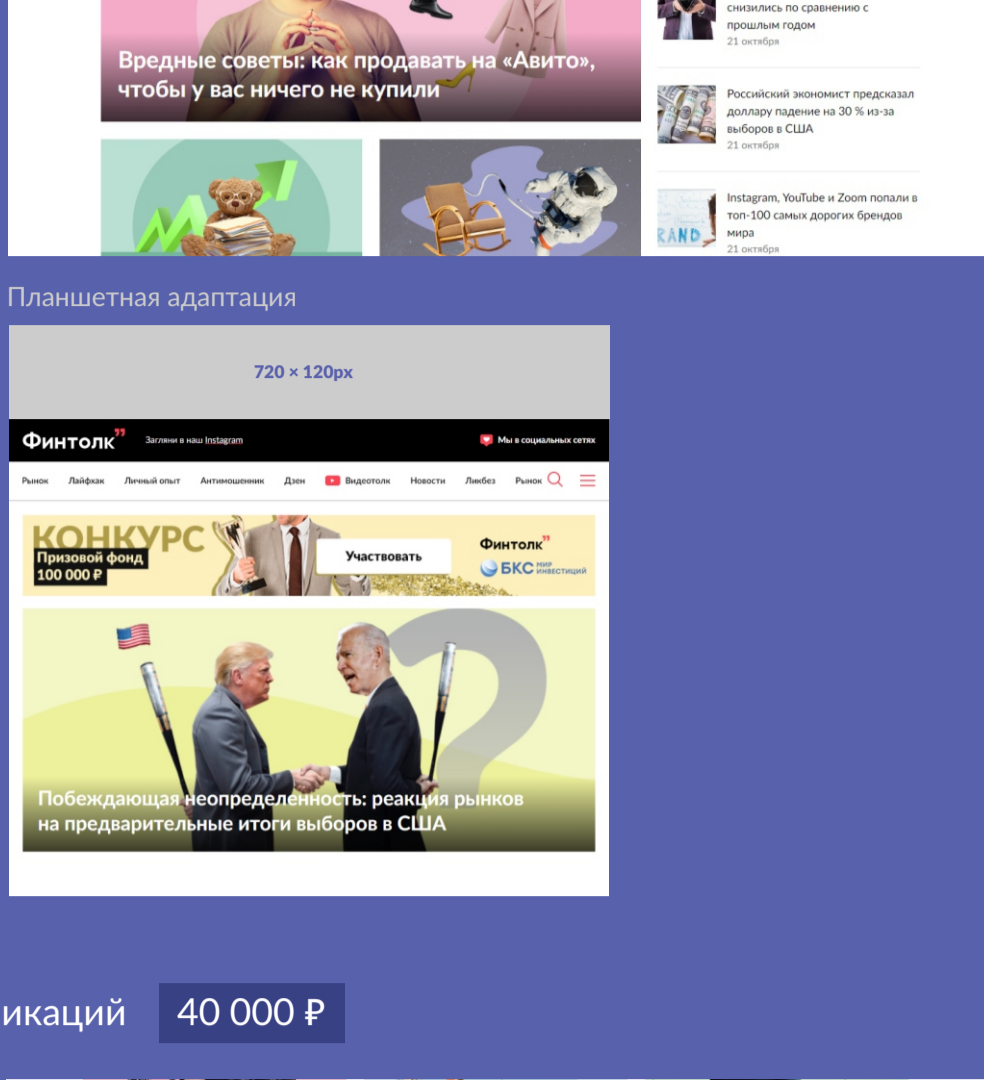 Вредные советы: как продавать на «Авито»,
чтобы у вас ничего не купили
снизились по сравнению с
прошлым годом
21 октября
Российский экономист предсказал
доллару падение на 30 % из-за
выборов в США
21 октября
Instagram, YouTube и Zoom попали в
топ-100 самых дорогих брендов
мира
21 октября
RAND
Планшетная адаптация
720 × 120px
Финтолк”
Загляни в наш Instagram
Мы в социальных сетях
Рынок Лайфхак Личный опыт Антимошенник Дзен Видеотолк Новости Ликбез Рынок
КОНКУРС
Призовой фонд
100 000 ₽
Участвовать
Финтолк”
БКС МИР ИНВЕСТИЦИЙ
Побеждающая неопределенность: реакция рынков
на предварительные итоги выборов в США
икаций 40 000 ₽